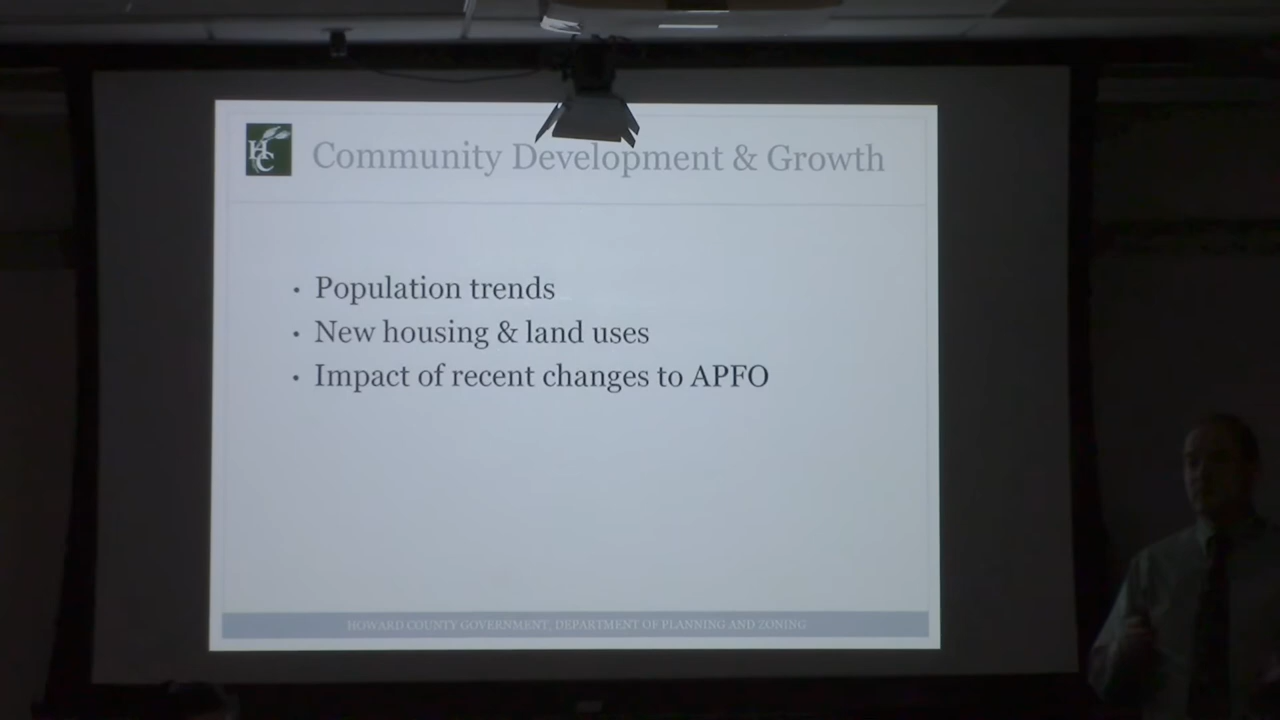 HC
Community Development & Growth
• Population trends
• New housing & land uses
• Impact of recent changes to APFO
HOWARD COUNTY GOVERNMENT, DEPARTMENT OF PLANNING AND ZONING